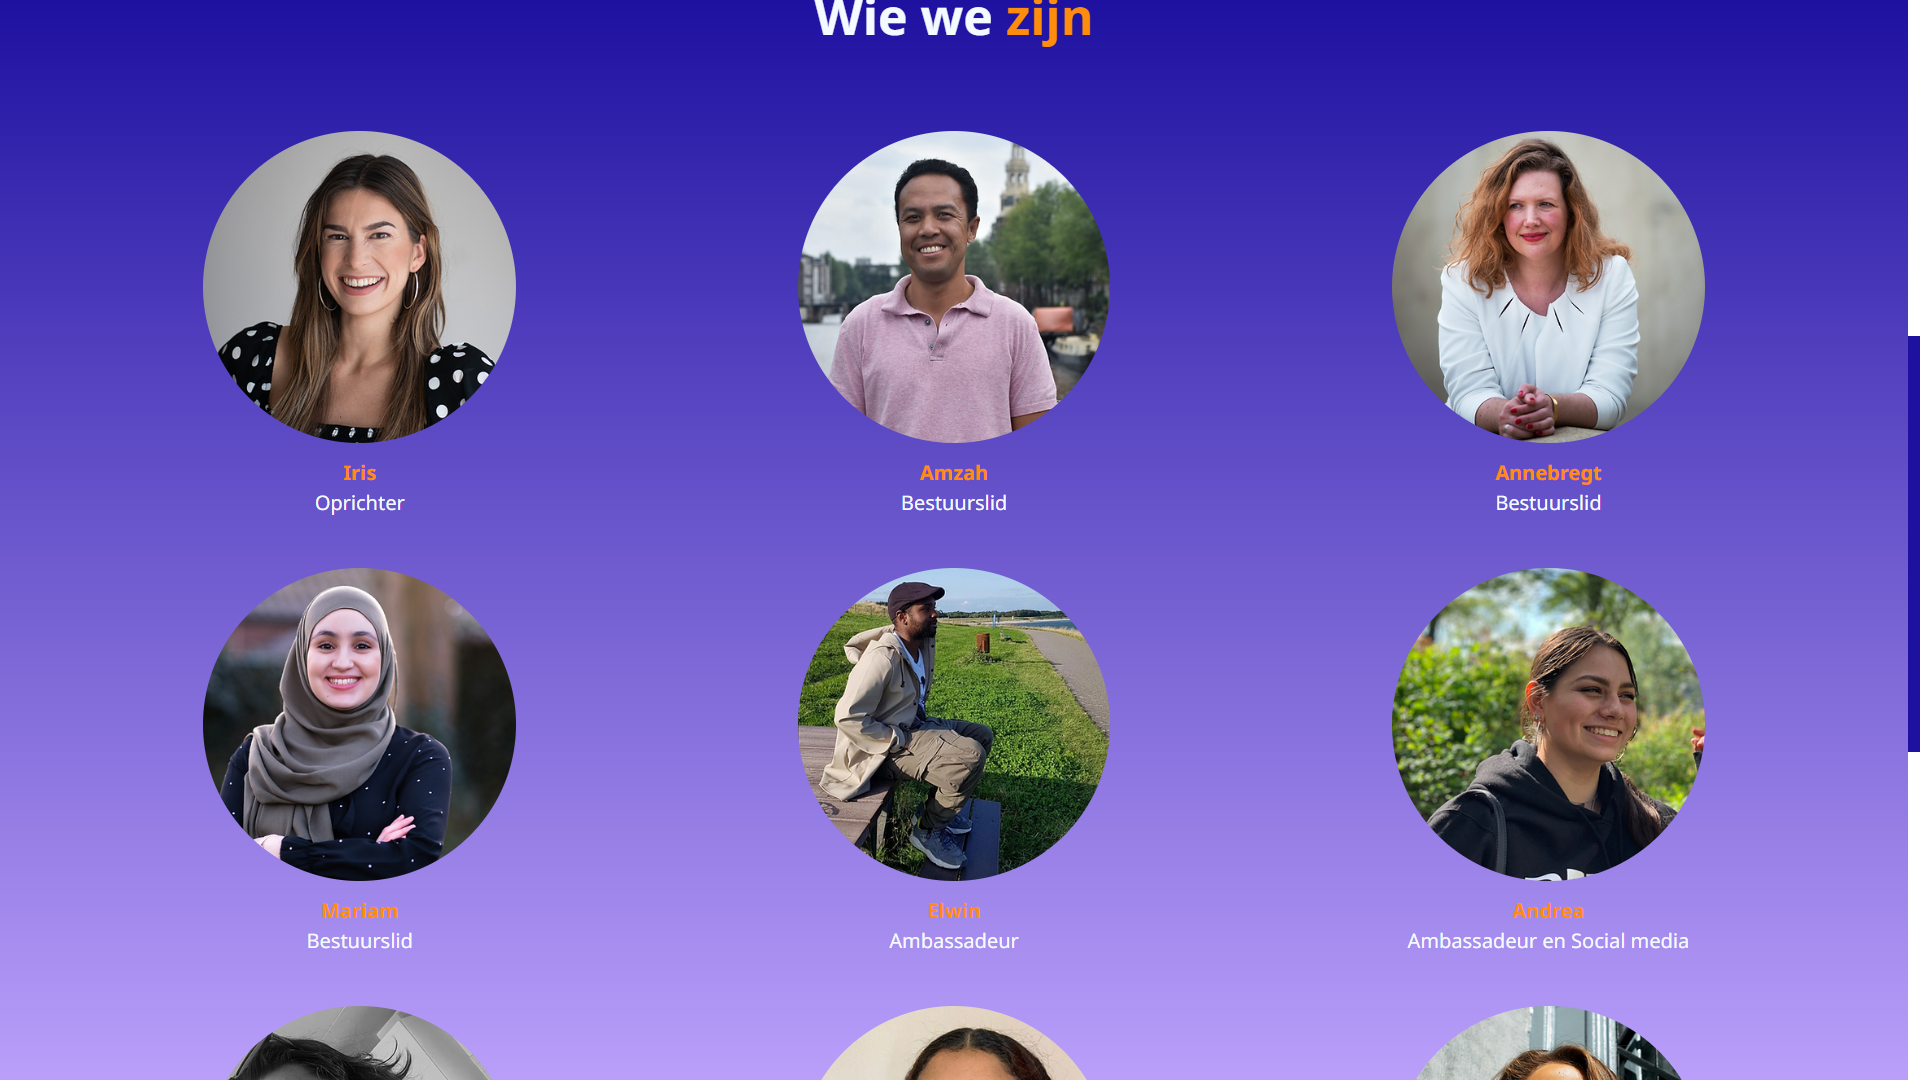 Wie we zijn
Iris
Oprichter
Amzah
Bestuurslid
Annebregt
Bestuurslid
Mariam
Bestuurslid
Elwin
Ambassadeur
Andrea
Ambassadeur en Social media